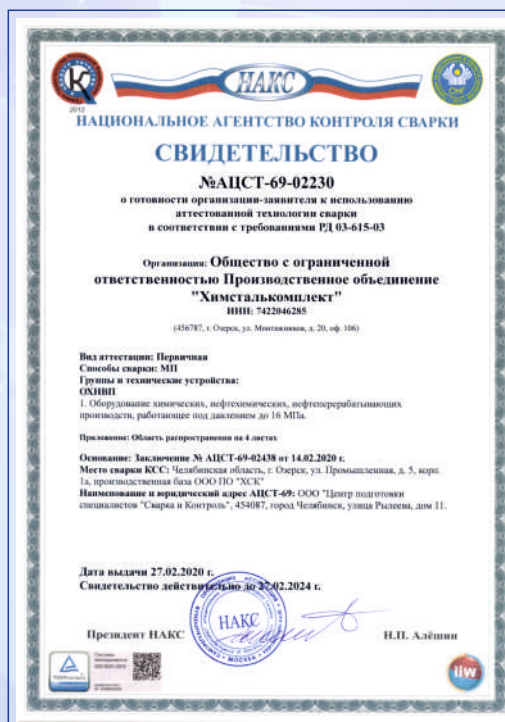 НАКС
2012
СНГ
НАЦИОНАЛЬНОЕ АГЕНТСТВО КОНТРОЛЯ СВАРКИ
СВИДЕТЕЛЬСТВО
№АЦСТ-69-02230
о готовности организации-заявителя к использованию
аттестованной технологии сварки
в соответствии с требованиями РД 03-615-03
Организация: Общество с ограниченной
ответственностью Производственное объединение
"Химсталькомплект"
ИНН: 7422046285
(456787, г. Озерск, ул. Монтажников, д. 20, оф. 106)
Вид аттестации: Первичная
Способы сварки: МП
Группы и технические устройства:
ОХНВП
1. Оборудование химических, нефтехимических, нефтеперерабатывающих
производств, работающее под давлением до 16 МПа.
Приложение: Область распространения на 4 листах
Основание: Заключение № АЦСТ-69-02438 от 14.02.2020 г.
Место сварки КСС: Челябинская область, г. Озерск, ул. Промышленная, д. 5, корп.
1а, производственная база ООО ПО "ХСК"
Наименование и юридический адрес АЦСТ-69: ООО "Центр подготовки
специалистов "Сварка и Контроль", 454087, город Челябинск, улица Рылеева, дом 11.
Дата выдачи 27.02.2020 г.
Свидетельство действительно до 27.02.2024 г.
НАКС
МОСКВА
Президент НАКС
Н.П. Алёшин
iiw